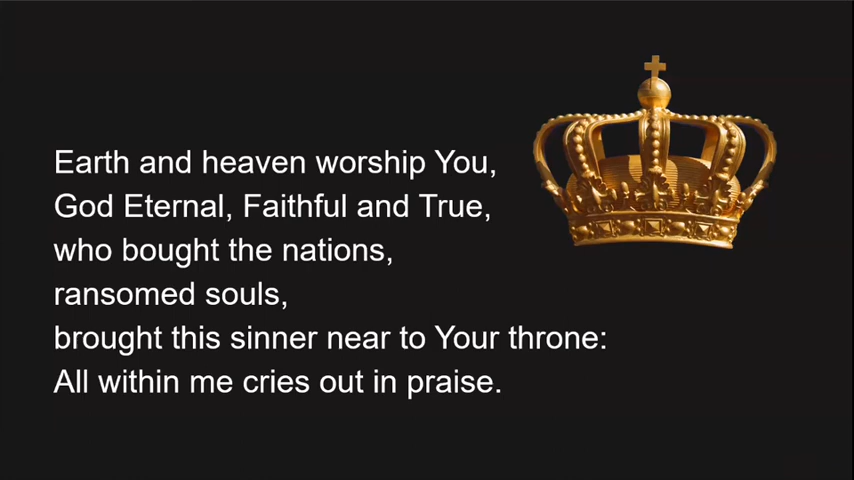 Earth and heaven worship You,
God Eternal, Faithful and True,
who bought the nations,
ransomed souls,
brought this sinner near to Your throne:
All within me cries out in praise.